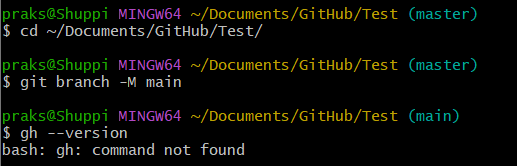 praks@Shuppi MINGW64 ~/Documents/GitHub/Test (master)
$ cd ~/Documents/GitHub/Test/
praks@Shuppi MINGW64 ~/Documents/GitHub/Test (master)
$ git branch -M main
praks@Shuppi MINGW64 ~/Documents/GitHub/Test (main)
$ gh --version
bash: gh: command not found